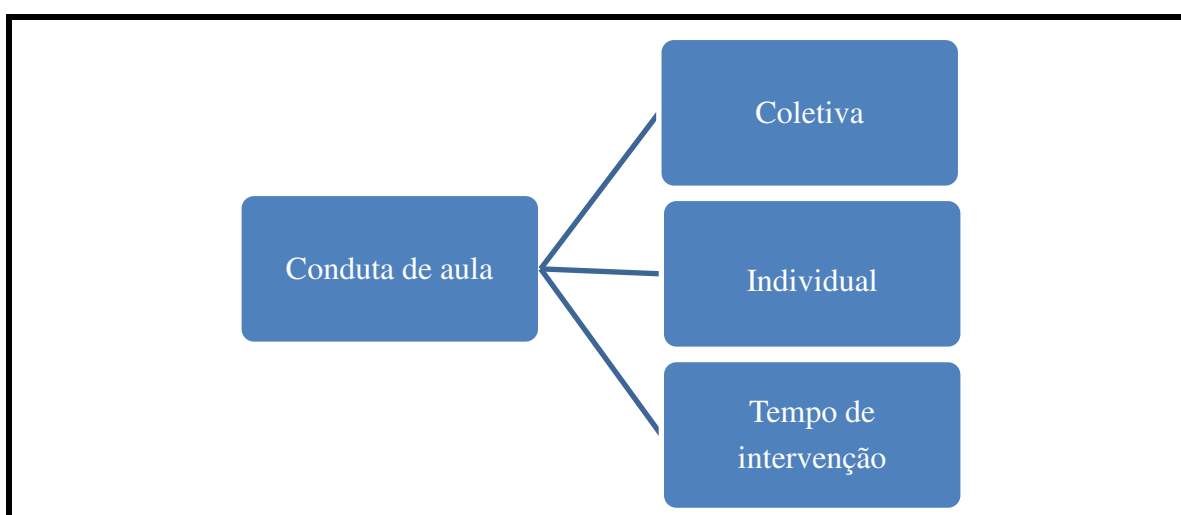 Coletiva
Conduta de aula
Individual
Tempo de
intervenção